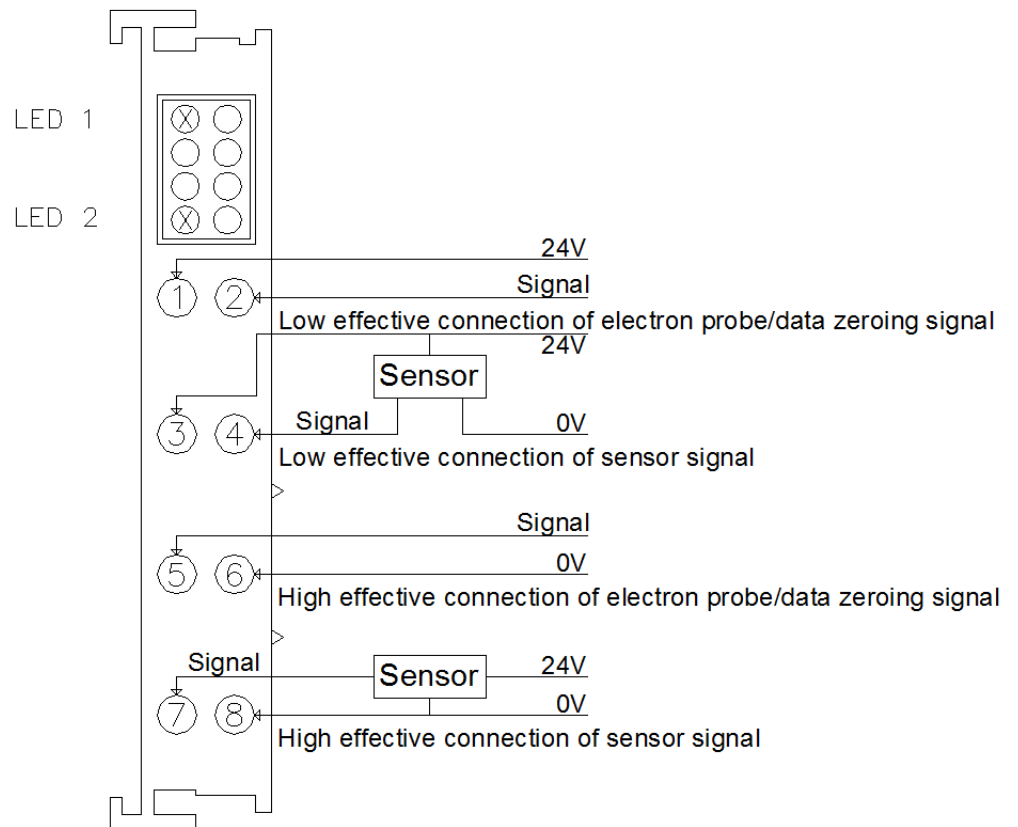 LED 1
LED 2
24V
1 2
Signal
Low effective connection of electron probe/data zeroing signal
24V
Sensor
3 4
Signal
0V
Low effective connection of sensor signal
Signal
5 6
0V
High effective connection of electron probe/data zeroing signal
Signal
Sensor
24V
7 8
0V
High effective connection of sensor signal